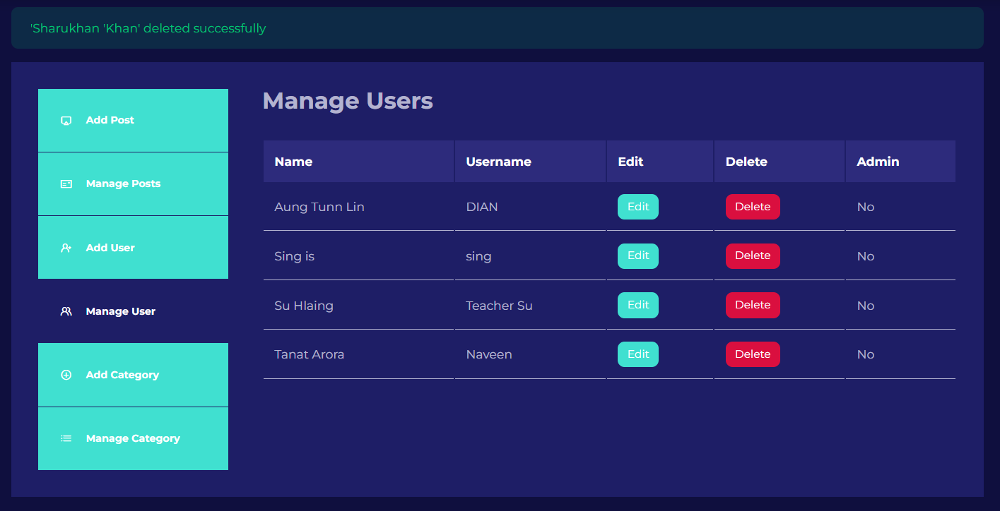 'Sharukhan 'Khan' deleted successfully
Add Post
Manage Posts
Add User
Manage User
Add Category
Manage Category
Manage Users
Name Username Edit Delete Admin
Aung Tunn Lin DIAN Edit Delete No
Sing is sing Edit Delete No
Su Hlaing Teacher Su Edit Delete No
Tanat Arora Naveen Edit Delete No